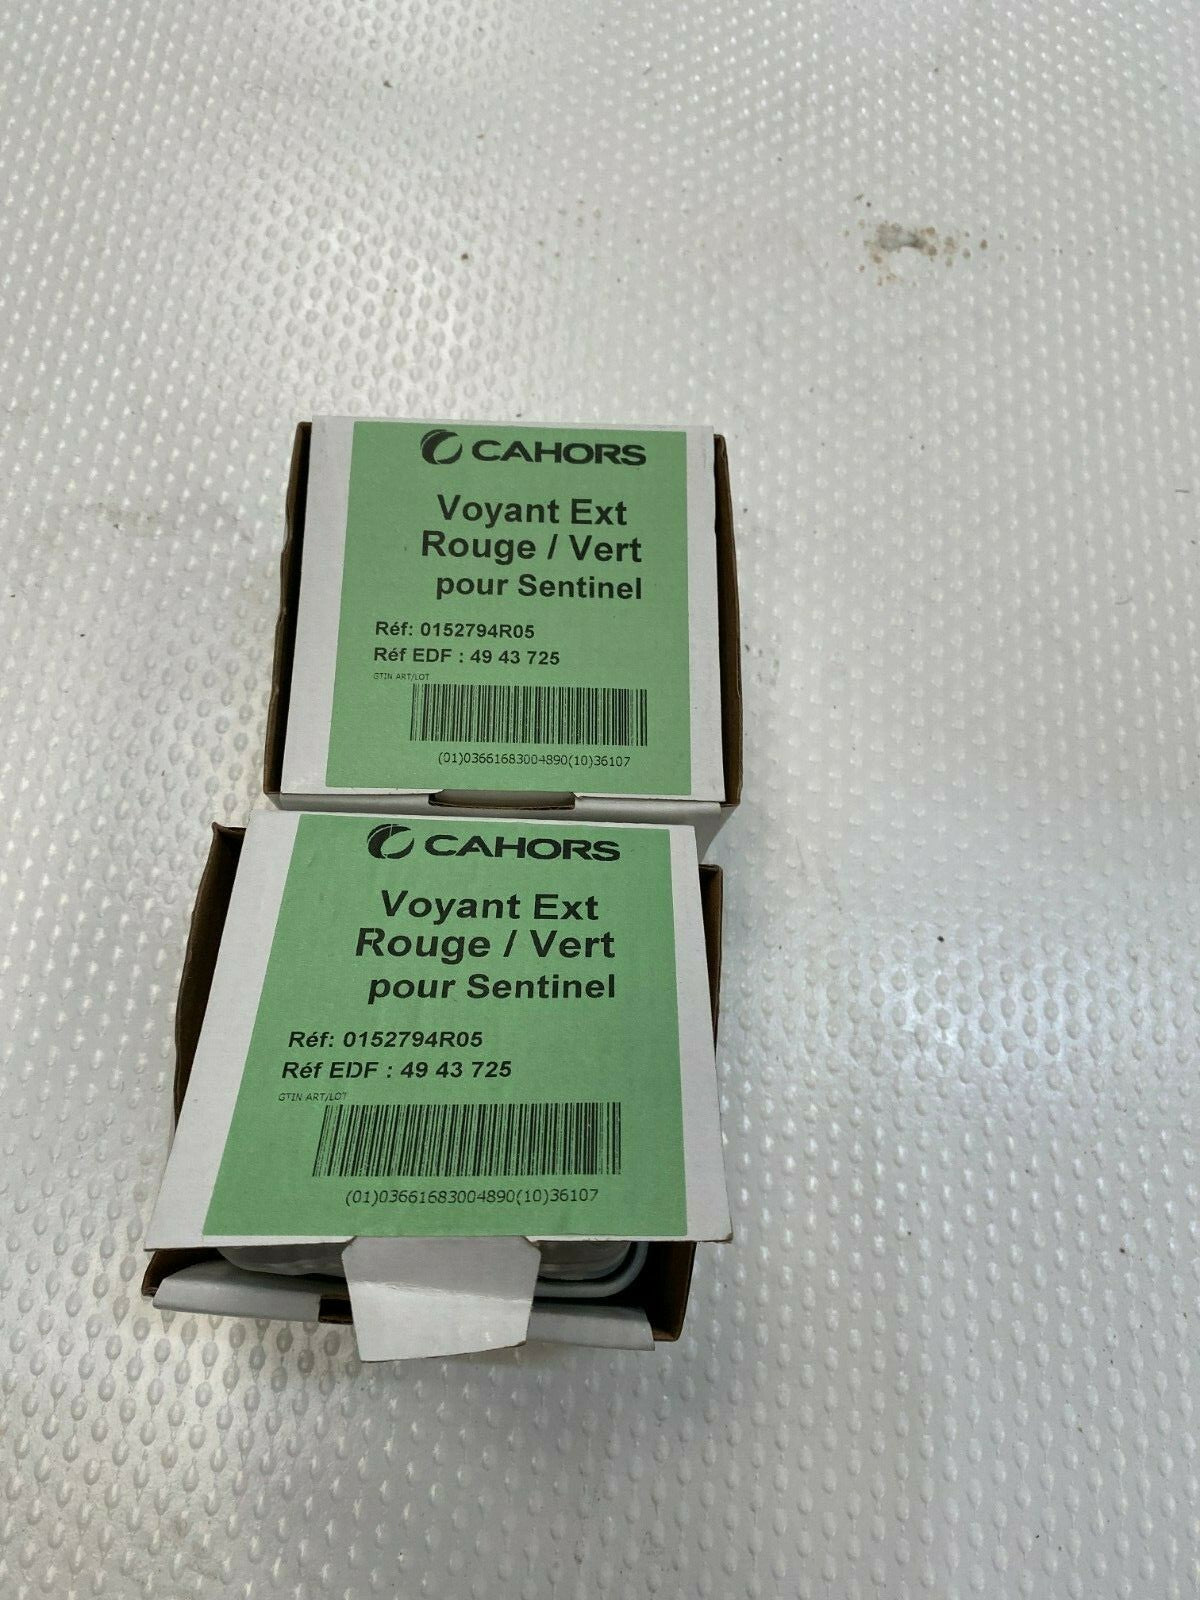 CAHORS
Voyant Ext
Rouge / Vert
pour Sentinel
Réf: 0152794R05
Réf EDF : 49 43 725
GTIN ART/LOT
(01)03661683004890(10)36107
CAHORS
Voyant Ext
Rouge / Vert
pour Sentinel
Réf: 0152794R05
Réf EDF : 49 43 725
GTIN ART/LOT
(01)03661683004890(10)36107